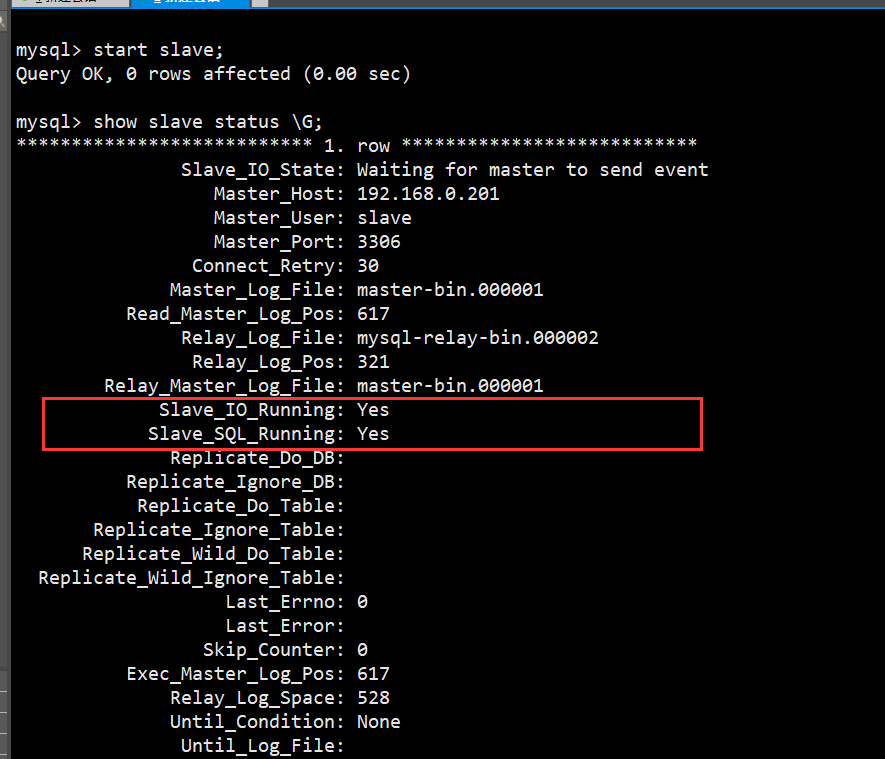 mysql> start slave;
Query OK, 0 rows affected (0.00 sec)
mysql> show slave status \G;
*************************** 1. row ***************************
Slave_IO_State: Waiting for master to send event
Master_Host: 192.168.0.201
Master_User: slave
Master_Port: 3306
Connect_Retry: 30
Master_Log_File: master-bin.000001
Read_Master_Log_Pos: 617
Relay_Log_File: mysql-relay-bin.000002
Relay_Log_Pos: 321
Relay_Master_Log_File: master-bin.000001
Slave_IO_Running: Yes
Slave_SQL_Running: Yes
Replicate_Do_DB:
Replicate_Ignore_DB:
Replicate_Do_Table:
Replicate_Ignore_Table:
Replicate_Wild_Do_Table:
Replicate_Wild_Ignore_Table:
Last_Errno: 0
Last_Error:
Skip_Counter: 0
Exec_Master_Log_Pos: 617
Relay_Log_Space: 528
Until_Condition: None
Until_Log_File: